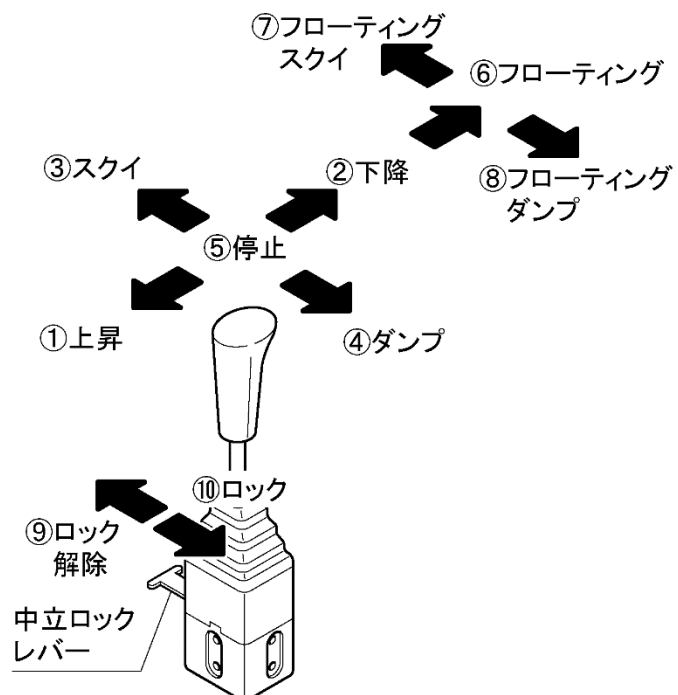 ⑦フローティング
スクイ
⑥フローティング
③スクイ
②下降
⑧フローティング
ダンプ
⑤停止
①上昇
④ダンプ
⑩ロック
⑨ロック
解除
中立ロック
レバー